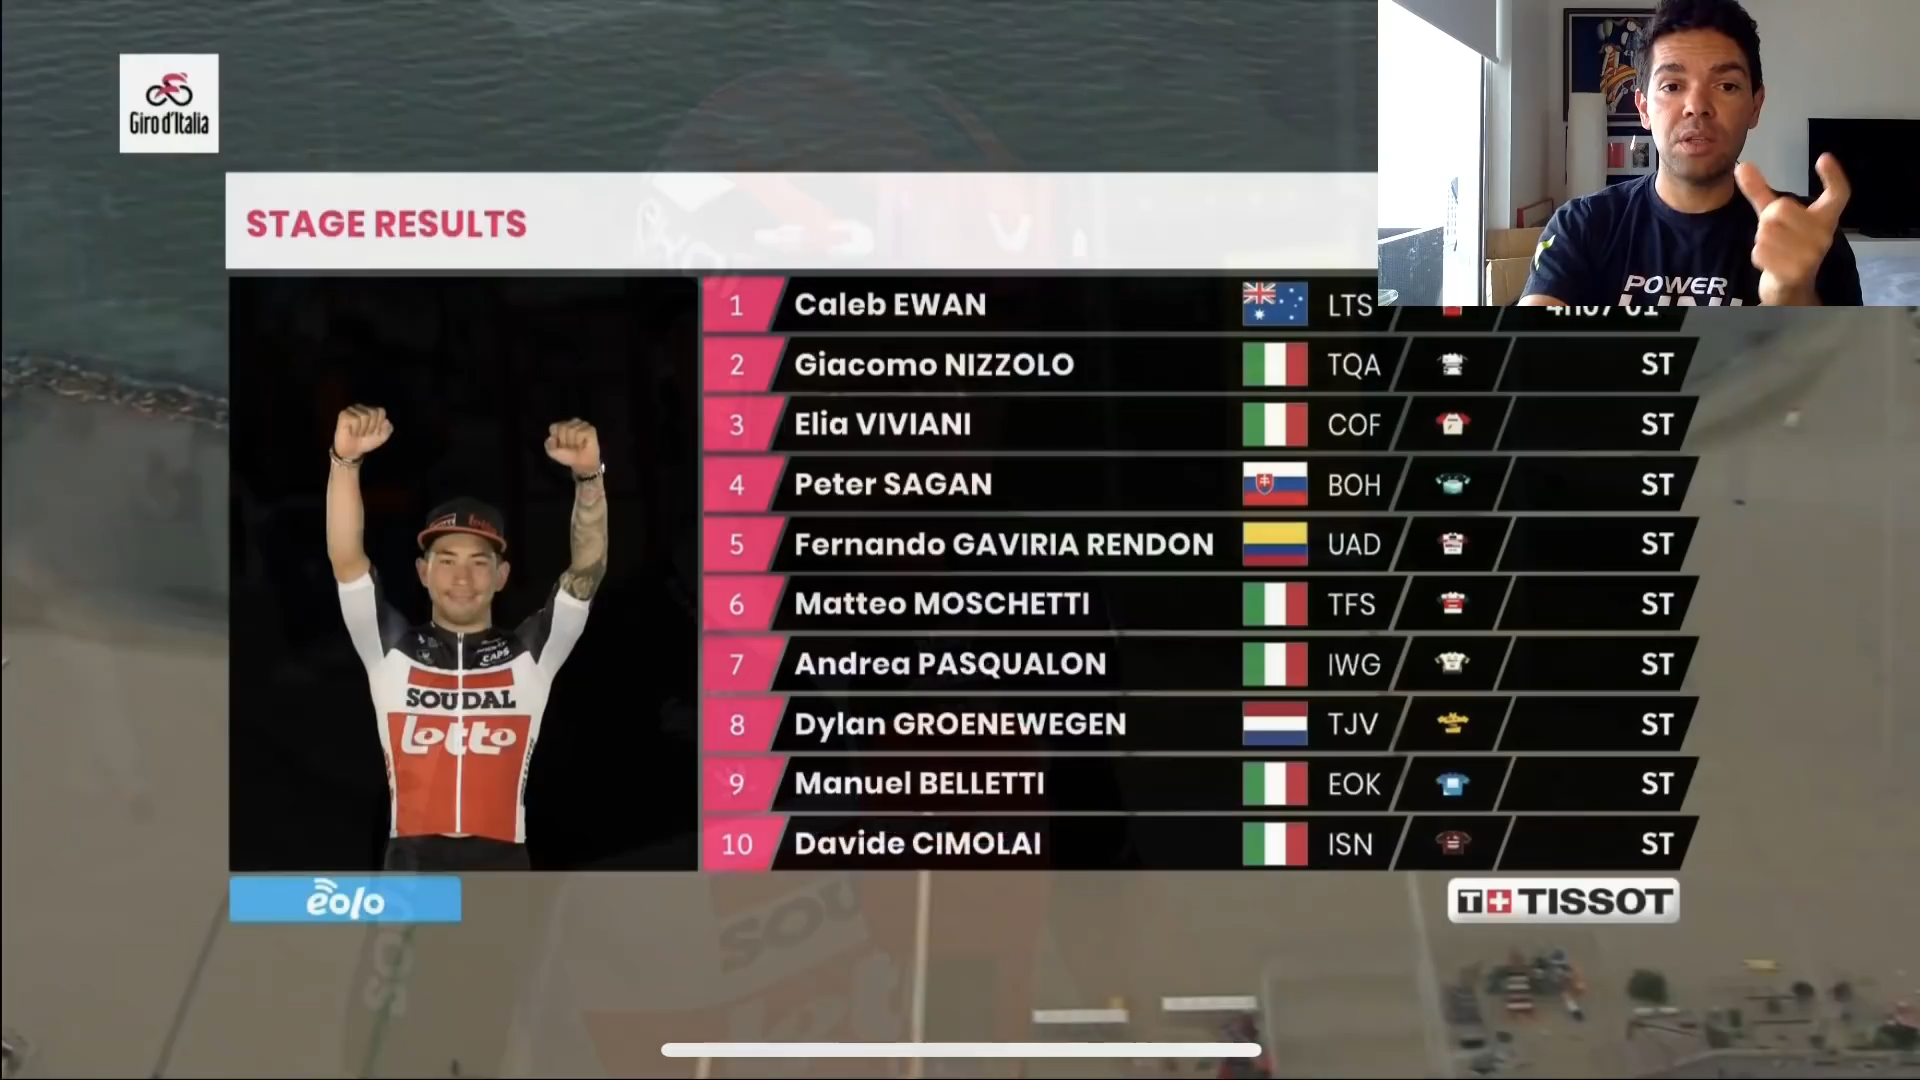 Giro d'Italia
STAGE RESULTS
POWER
1 Caleb EWAN LTS 4h07'01"
2 Giacomo NIZZOLO TQA ST
3 Elia VIVIANI COF ST
4 Peter SAGAN BOH ST
5 Fernando GAVIRIA RENDON UAD ST
6 Matteo MOSCHETTI TFS ST
7 Andrea PASQUALON IWG ST
8 Dylan GROENEWEGEN TJV ST
9 Manuel BELLETTI EOK ST
10 Davide CIMOLAI ISN ST
CAPS
SOUDAL
Lotto
eolo
T+ TISSOT